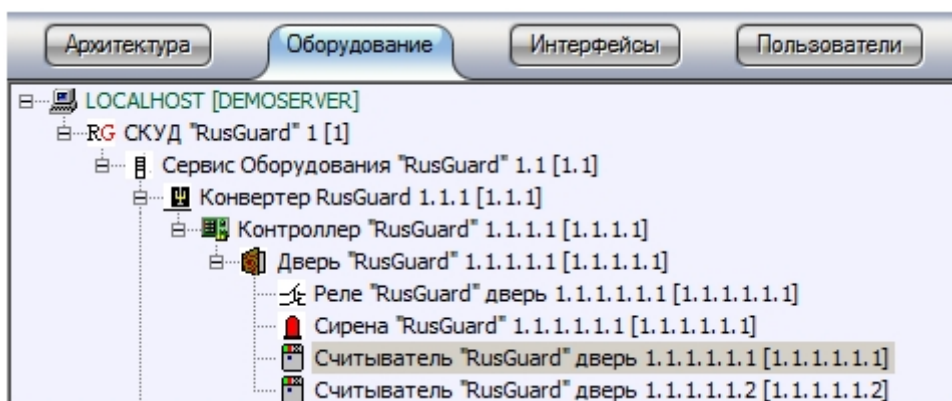 Архитектура Оборудование Интерфейсы Пользователи
LOCALHOST [DEMOSERVER]
RG СКУД "RusGuard" 1 [1]
Сервис Оборудования "RusGuard" 1.1 [1.1]
Конвертер RusGuard 1.1.1 [1.1.1]
Контроллер "RusGuard" 1.1.1.1 [1.1.1.1]
Дверь "RusGuard" 1.1.1.1.1 [1.1.1.1.1]
Реле "RusGuard" дверь 1.1.1.1.1.1 [1.1.1.1.1.1]
Сирена "RusGuard" 1.1.1.1.1.1 [1.1.1.1.1.1]
Считыватель "RusGuard" дверь 1.1.1.1.1.1 [1.1.1.1.1.1]
Считыватель "RusGuard" дверь 1.1.1.1.1.2 [1.1.1.1.1.2]